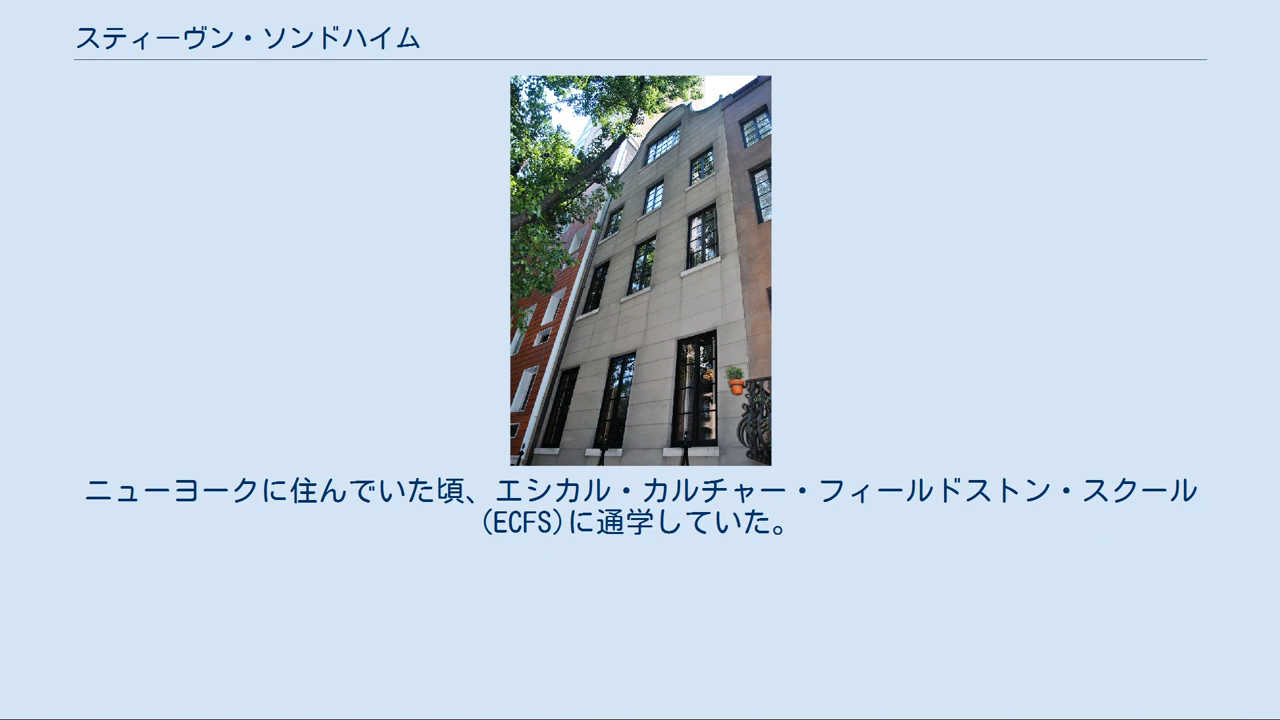 スティーヴン・ソンドハイム
ニューヨークに住んでいた頃、エシカル・カルチャー・フィールドストン・スクール
(ECFS)に通学していた。